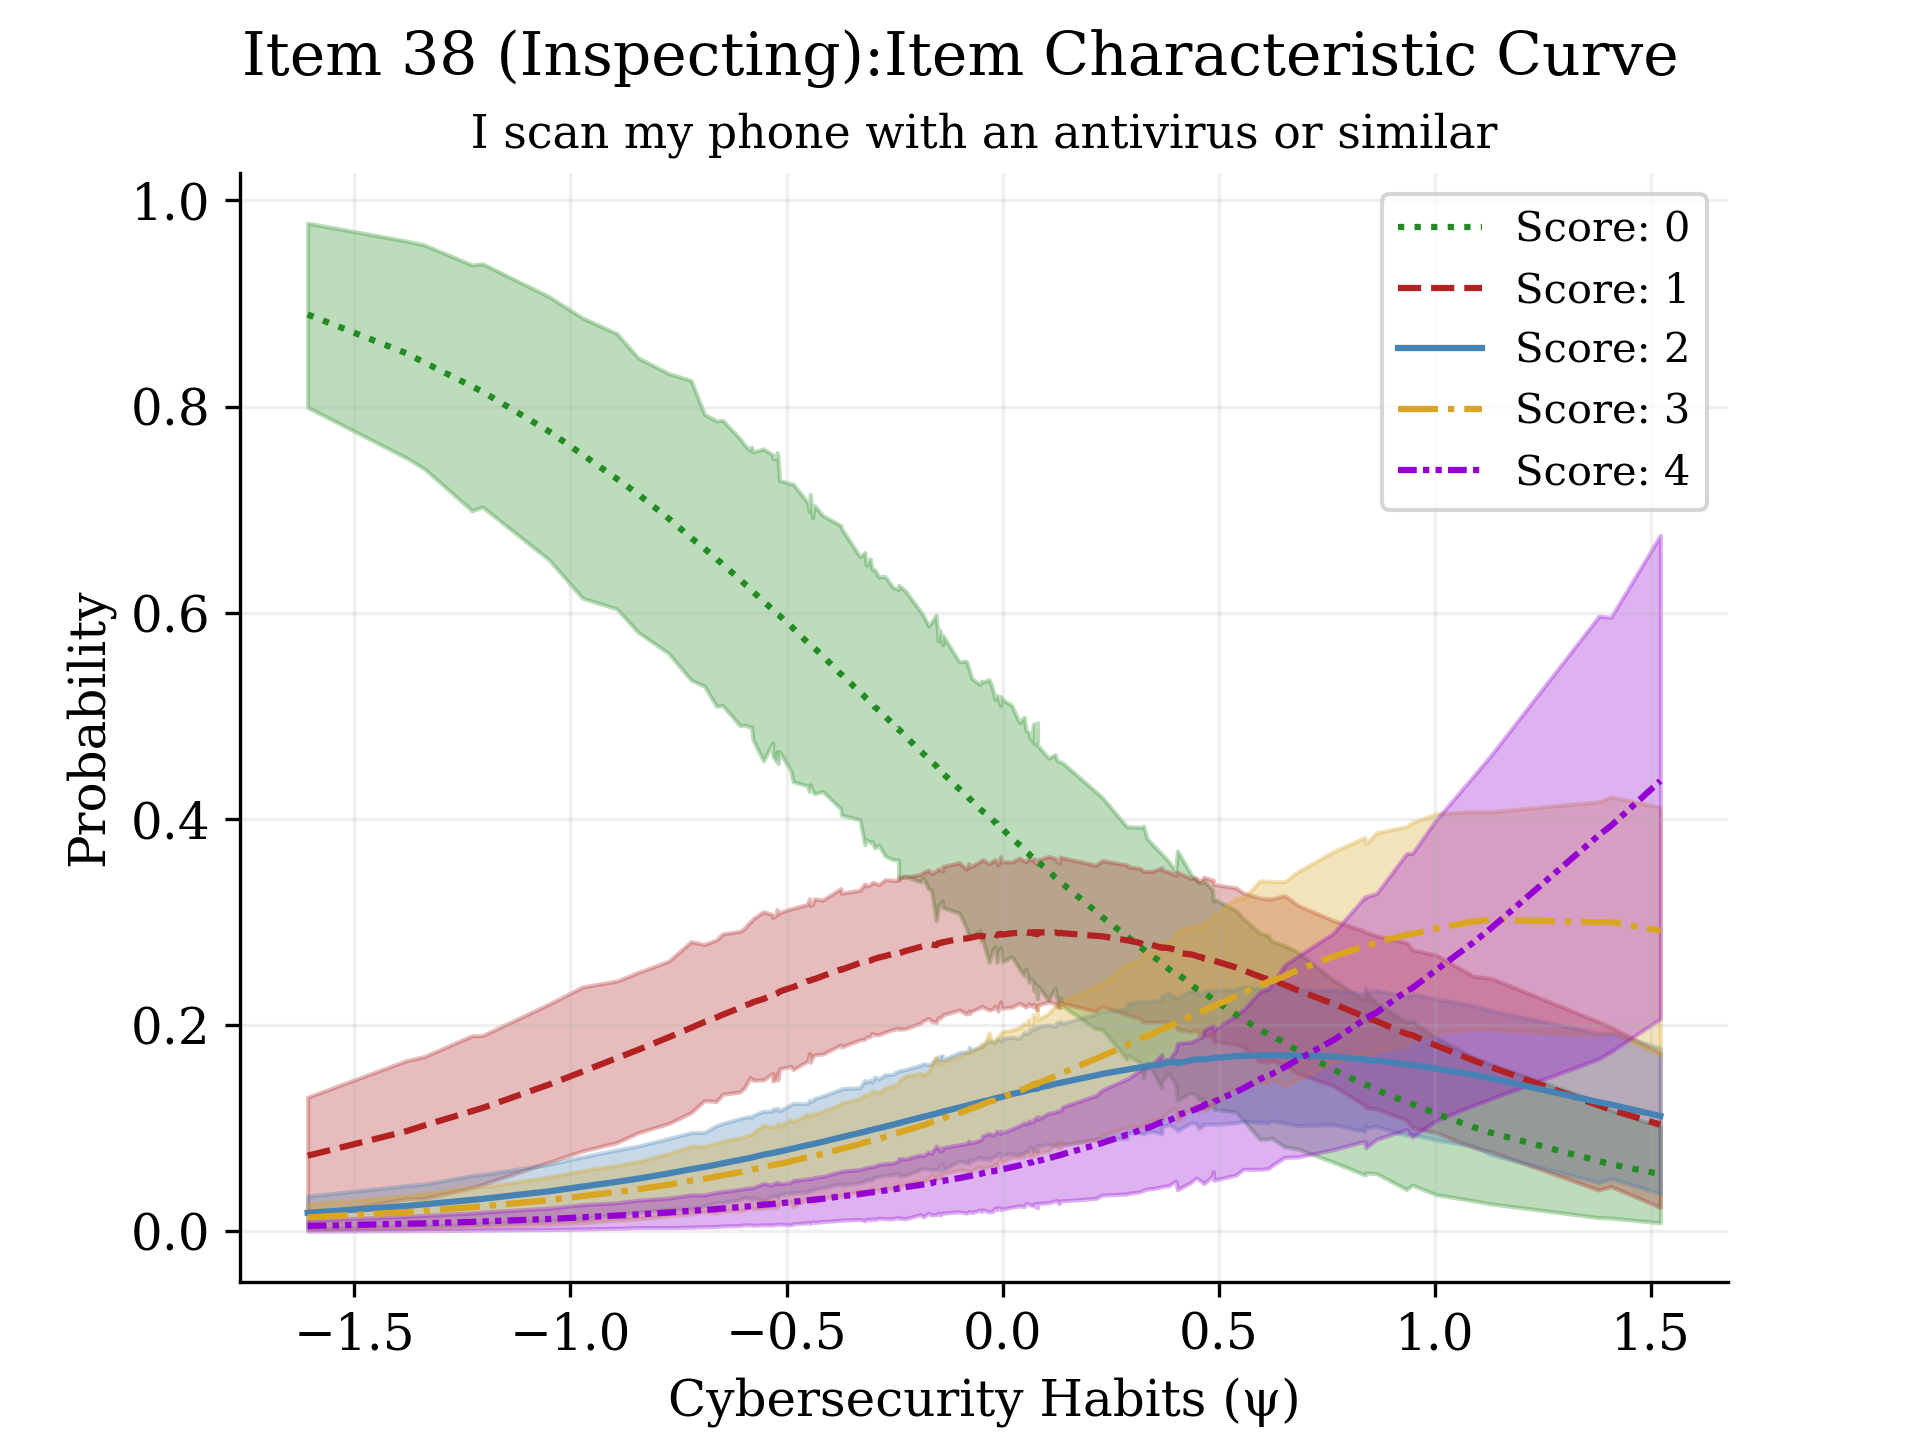 Item 38 (Inspecting):Item Characteristic Curve
I scan my phone with an antivirus or similar
Score: 0
Score: 1
Score: 2
Score: 3
Score: 4
Probability
1.0
0.8
0.6
0.4
0.2
0.0
−1.5 −1.0 −0.5 0.0 0.5 1.0 1.5
Cybersecurity Habits (ψ)